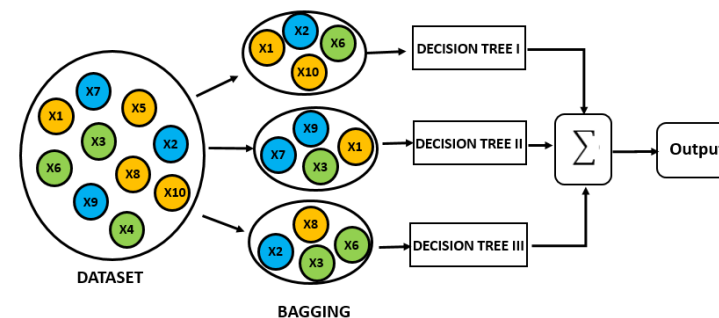 X7
X1
X5
X3
X2
X6
X8
X10
X9
X4
DATASET
X2
X1
X6
X10
X9
X7
X1
X3
X8
X2
X6
X3
BAGGING
DECISION TREE I
DECISION TREE II
DECISION TREE III
∑
Output